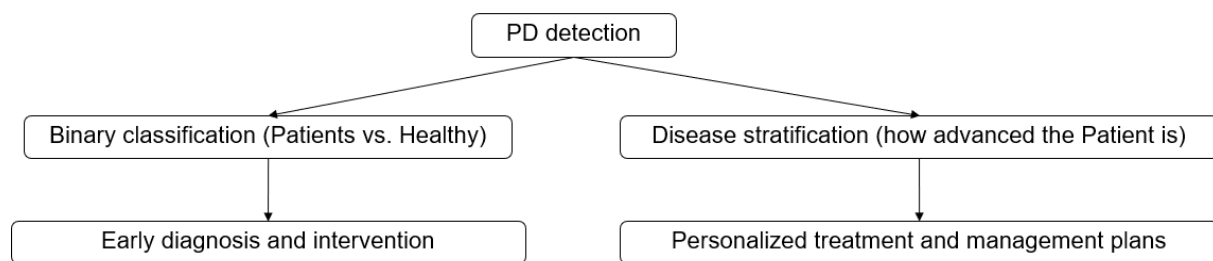 PD detection
Binary classification (Patients vs. Healthy)
Disease stratification (how advanced the Patient is)
Early diagnosis and intervention
Personalized treatment and management plans